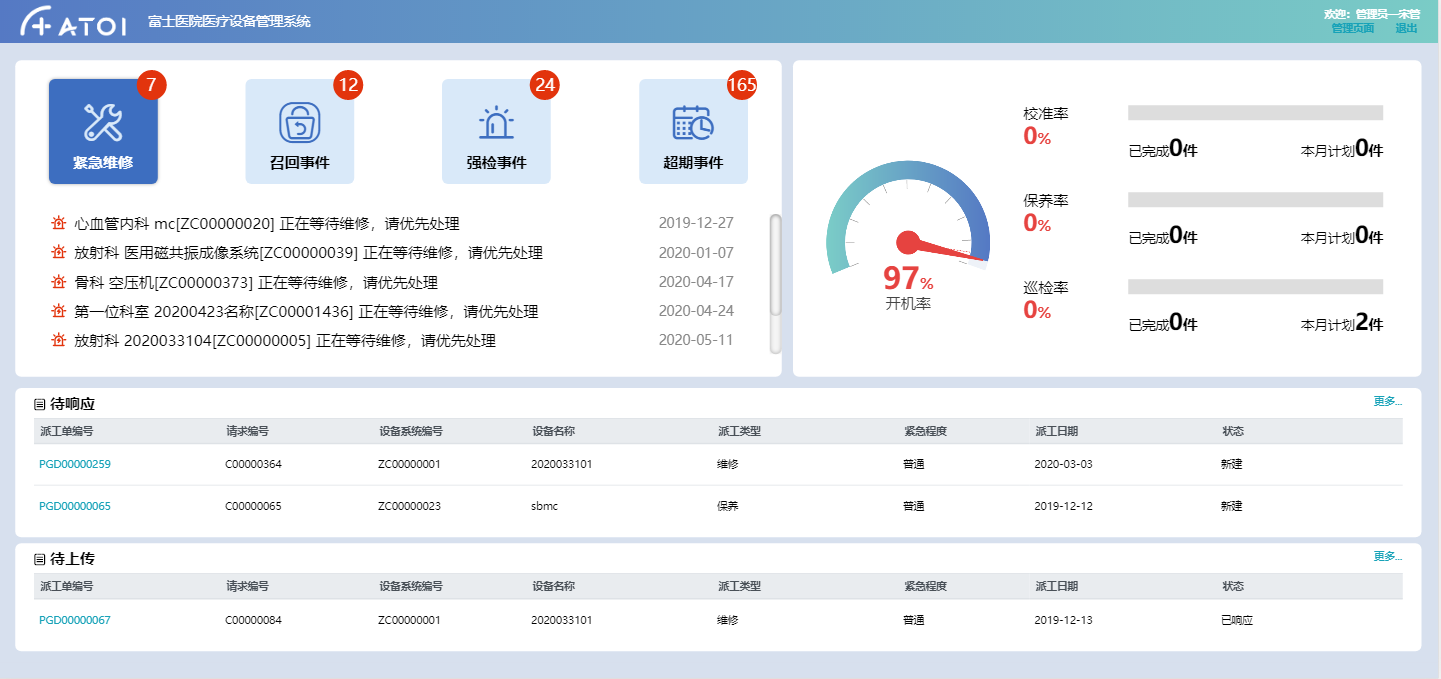 ATOI 富士医院医疗设备管理系统
欢迎：管理员—宋管
管理页面 退出
7 12 24 165
紧急维修 召回事件 强检事件 超期事件
心血管内科 mc[ZC00000020] 正在等待维修，请优先处理 2019-12-27
放射科 医用磁共振成像系统[ZC00000039] 正在等待维修，请优先处理 2020-01-07
骨科 空压机[ZC00000373] 正在等待维修，请优先处理 2020-04-17
第一位科室 20200423名称[ZC00001436] 正在等待维修，请优先处理 2020-04-24
放射科 2020033104[ZC00000005] 正在等待维修，请优先处理 2020-05-11
97%
开机率
校准率
0%
已完成0件 本月计划0件
保养率
0%
已完成0件 本月计划0件
巡检率
0%
已完成0件 本月计划2件
待响应 更多...
派工单编号 请求编号 设备系统编号 设备名称 派工类型 紧急程度 派工日期 状态
PGD00000259 C00000364 ZC00000001 2020033101 维修 普通 2020-03-03 新建
PGD00000065 C00000065 ZC00000023 sbmc 保养 普通 2019-12-12 新建
待上传 更多...
派工单编号 请求编号 设备系统编号 设备名称 派工类型 紧急程度 派工日期 状态
PGD00000067 C00000084 ZC00000001 2020033101 维修 普通 2019-12-13 已响应